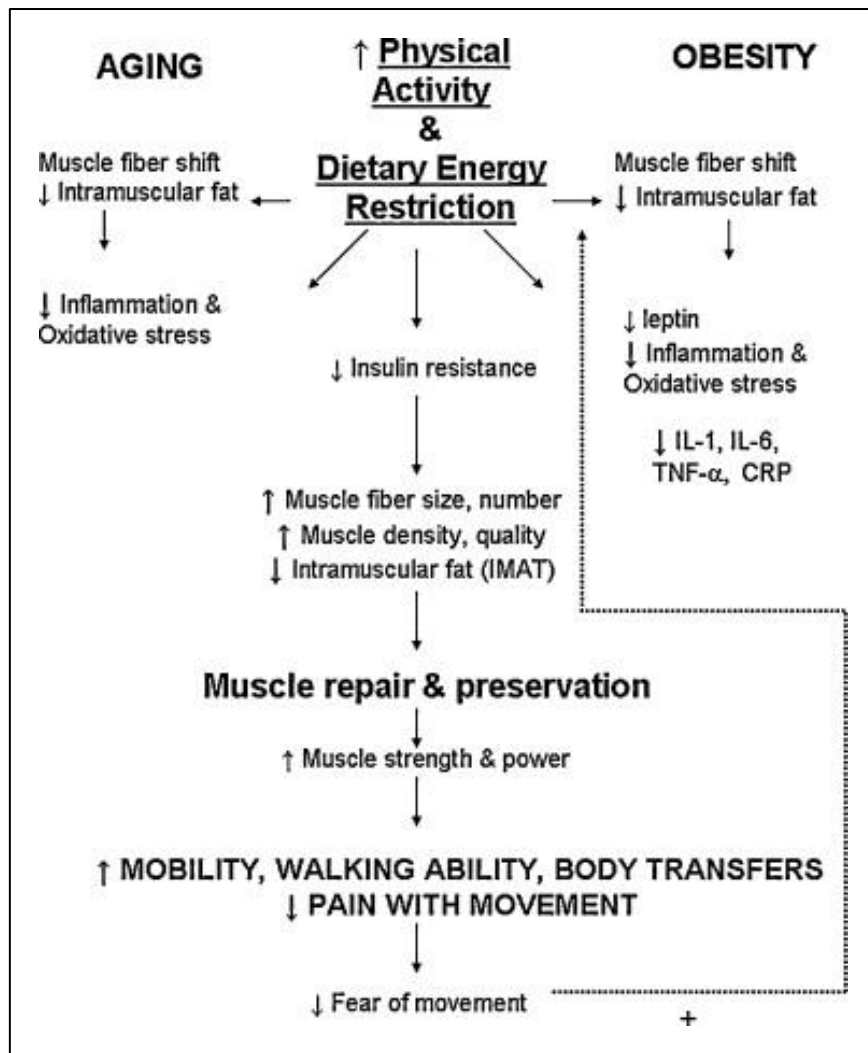 AGING
↑ Physical
Activity
&
Dietary Energy
Restriction
OBESITY
Muscle fiber shift
↓ Intramuscular fat
↓ Inflammation &
Oxidative stress
Muscle fiber shift
↓ Intramuscular fat
↓ leptin
↓ Inflammation &
Oxidative stress
↓ IL-1, IL-6,
TNF-α, CRP
↓ Insulin resistance
↑ Muscle fiber size, number
↑ Muscle density, quality
↓ Intramuscular fat (IMAT)
Muscle repair & preservation
↑ Muscle strength & power
↑ MOBILITY, WALKING ABILITY, BODY TRANSFERS
↓ PAIN WITH MOVEMENT
↓ Fear of movement
+